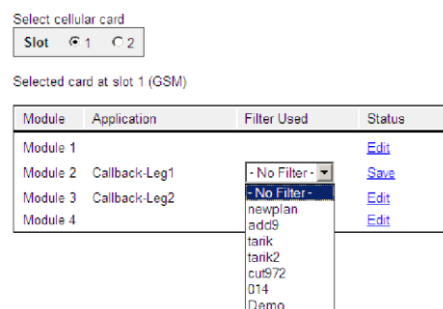 Select cellular card
Slot 1 2
Selected card at slot 1 (GSM)
Module Application Filter Used Status
Module 1 Edit
Module 2 Callback-Leg1 - No Filter - Save
- No Filter -
Module 3 Callback-Leg2 newplan Edit
Module 4 add9 Edit
tarik
tarik2
cut972
014
Demo